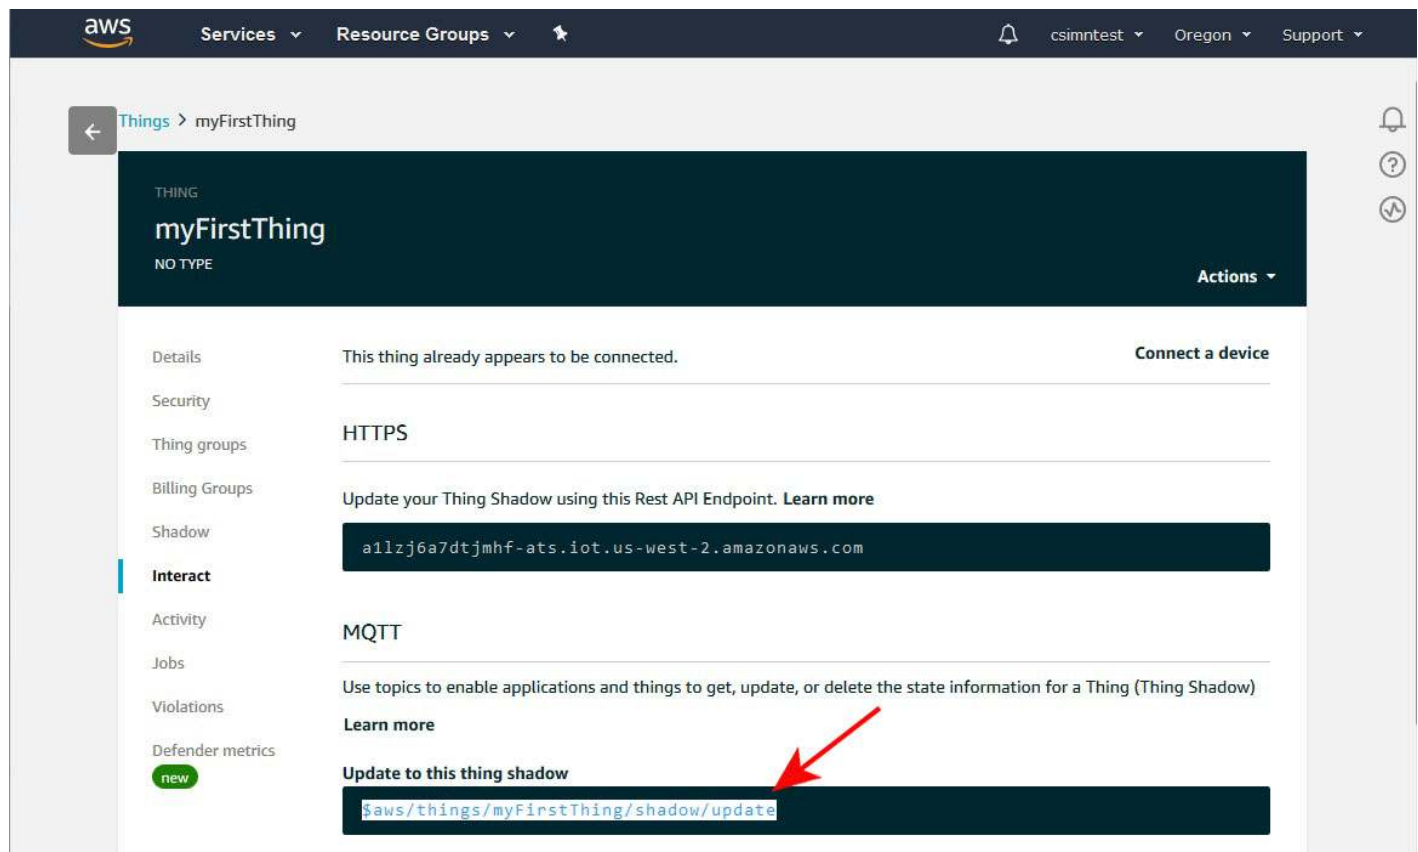 aws Services Resource Groups csimntest Oregon Support
Things > myFirstThing
THING
myFirstThing
NO TYPE
Actions
Details
Security
Thing groups
Billing Groups
Shadow
Interact
Activity
Jobs
Violations
Defender metrics
new
This thing already appears to be connected. Connect a device
HTTPS
Update your Thing Shadow using this Rest API Endpoint. Learn more
a1lzj6a7dtjmhf-ats.iot.us-west-2.amazonaws.com
MQTT
Use topics to enable applications and things to get, update, or delete the state information for a Thing (Thing Shadow)
Learn more
Update to this thing shadow
$aws/things/myFirstThing/shadow/update